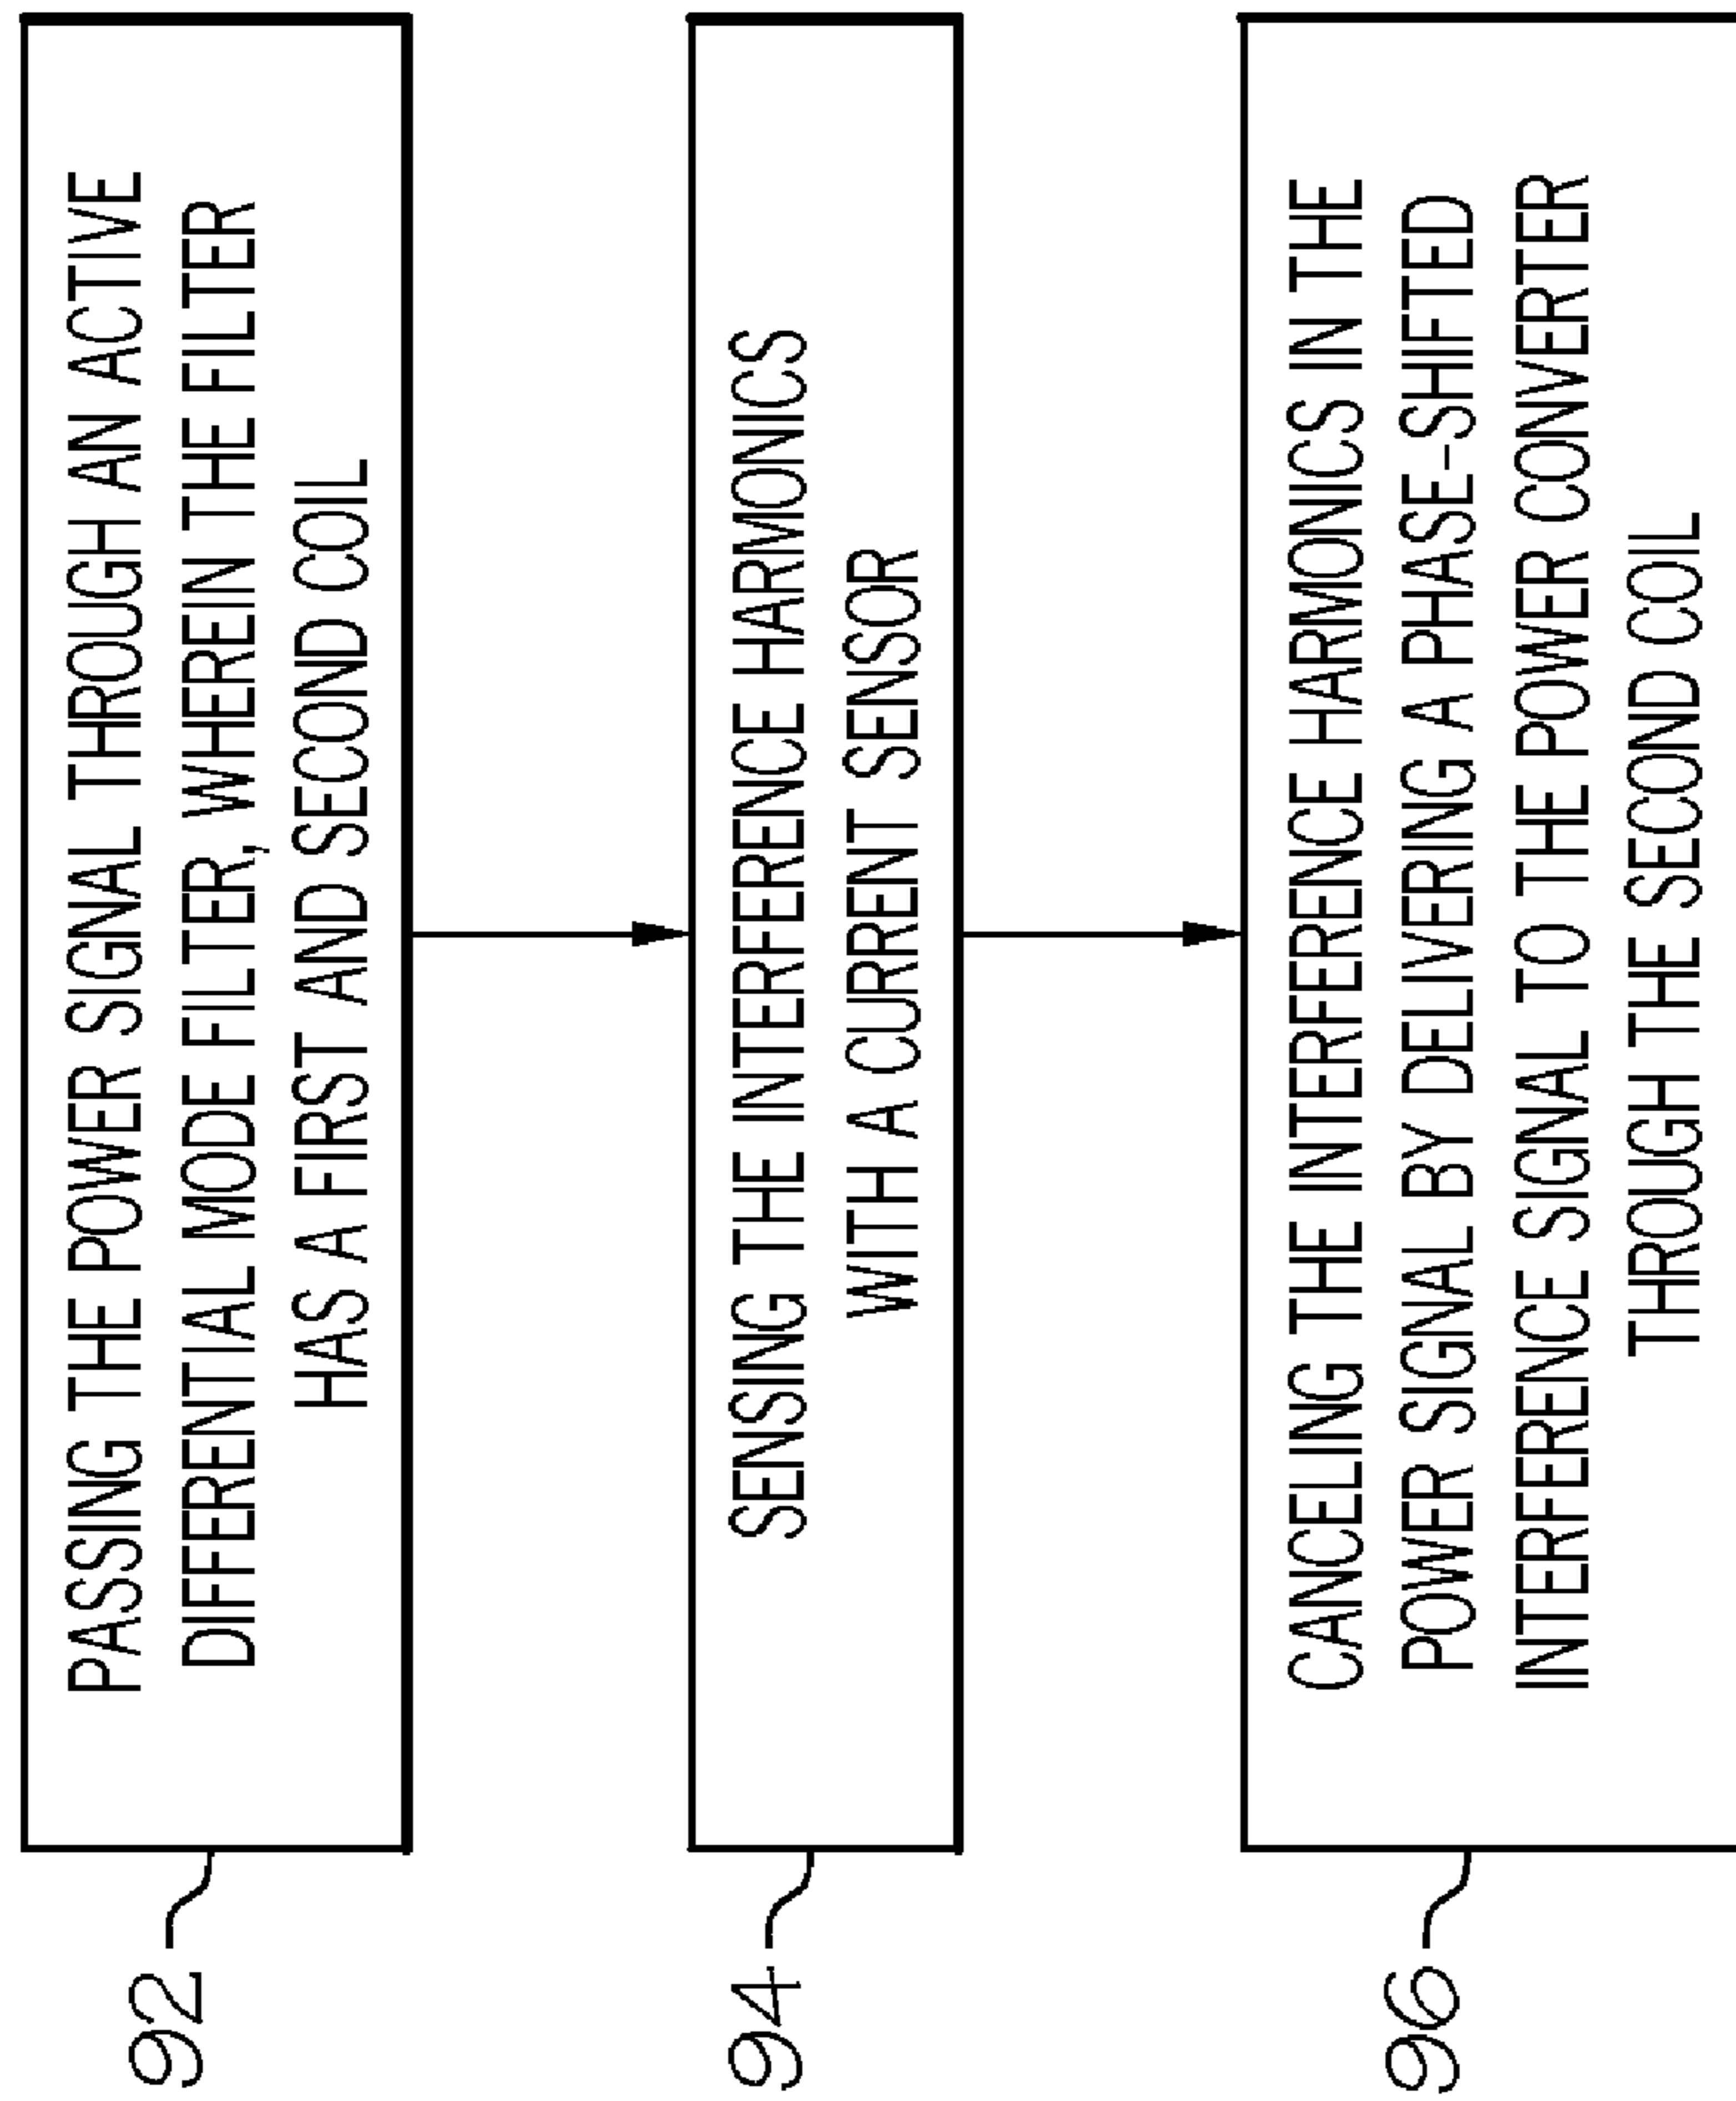 92
PASSING THE POWER SIGNAL THROUGH AN ACTIVE
DIFFERENTIAL MODE FILTER, WHEREIN THE FILTER
HAS A FIRST AND SECOND COIL
94
SENSING THE INTERFERENCE HARMONICS
WITH A CURRENT SENSOR
96
CANCELING THE INTERFERENCE HARMONICS IN THE
POWER SIGNAL BY DELIVERING A PHASE-SHIFTED
INTERFERENCE SIGNAL TO THE POWER CONVERTER
THROUGH THE SECOND COIL